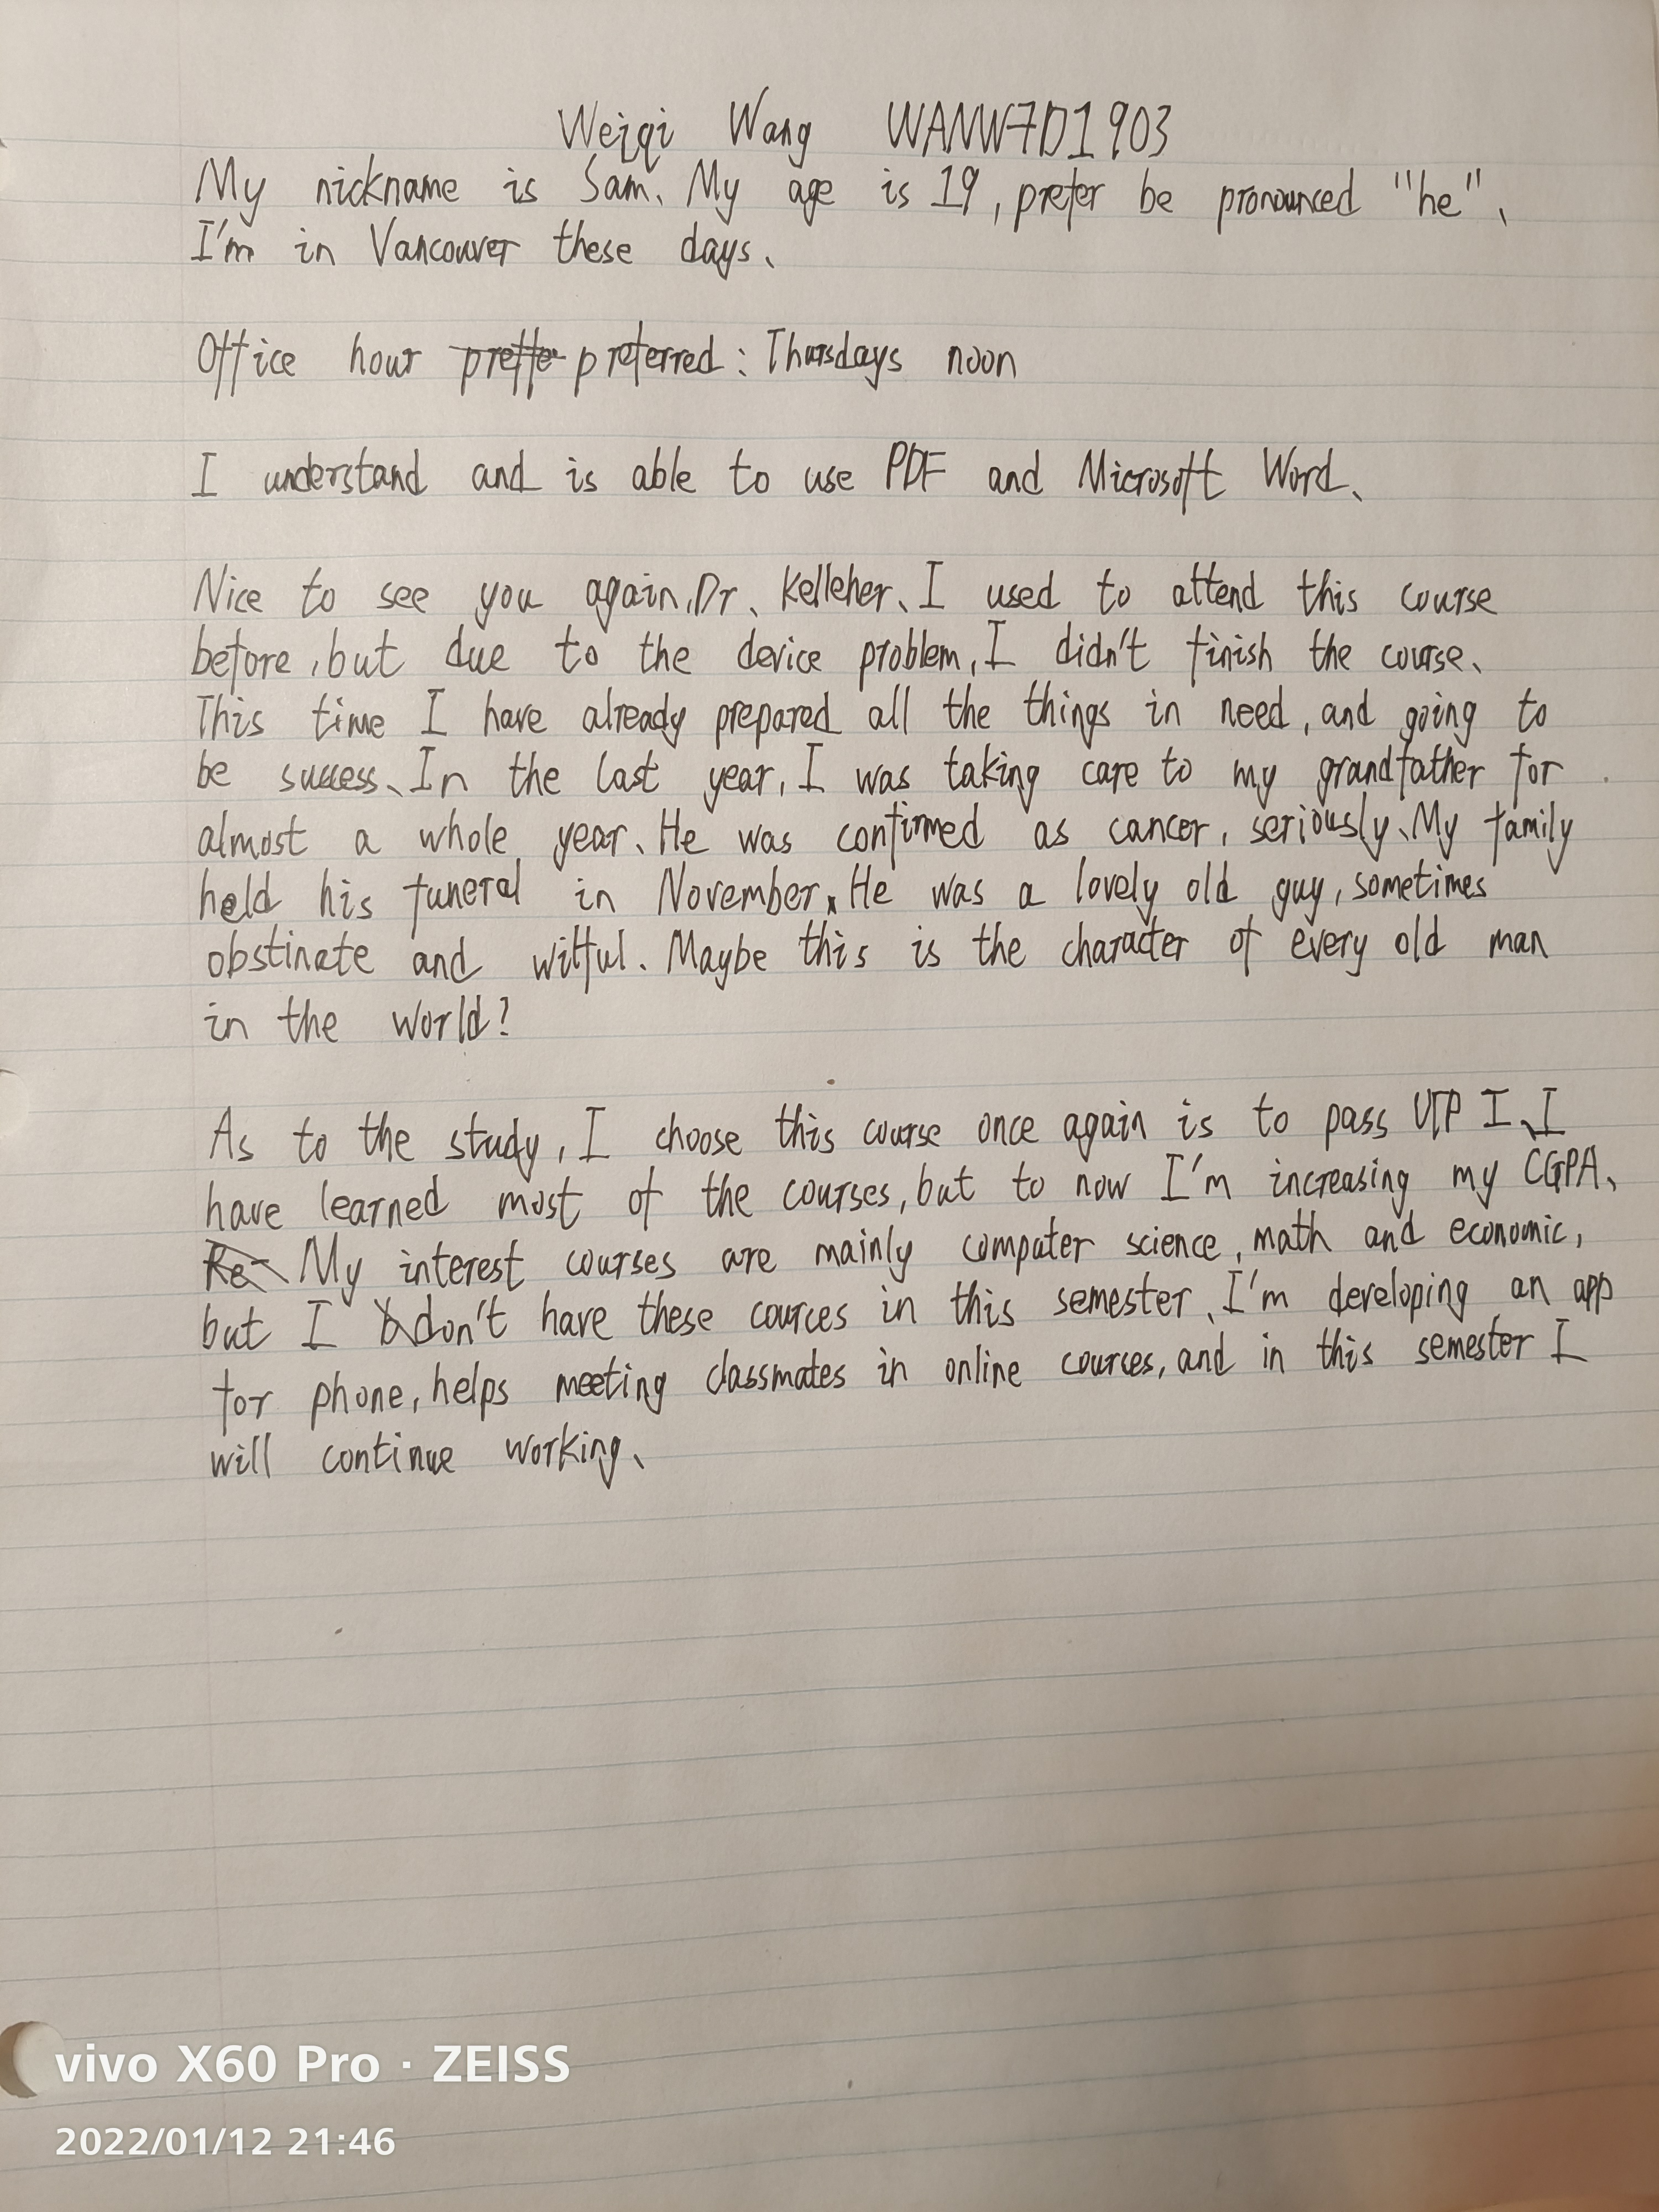 Weiqi Wang WANW7D1903
My nickname is Sam. My age is 19, prefer be pronounced "he".
I'm in Vancouver these days.
Office hour preffe preferred: Thursdays noon
I understand and is able to use PDF and Microsoft Word.
Nice to see you again, Dr. Kelleher. I used to attend this course
before, but due to the device problem, I didn't finish the course.
This time I have already prepared all the things in need, and going to
be success. In the last year, I was taking care to my grandfather for
almost a whole year. He was confirmed as cancer, seriously. My family
held his funeral in November. He was a lovely old guy, sometimes
obstinate and wilful. Maybe this is the character of every old man
in the world?
As to the study, I choose this course once again is to pass UTP I. I
have learned most of the courses, but to now I'm increasing my CGPA.
Re My interest courses are mainly computer science, math and economic,
but I don't have these cources in this semester. I'm developing an app
for phone, helps meeting classmates in online courses, and in this semester I
will continue working.
vivo X60 Pro · ZEISS
2022/01/12 21:46